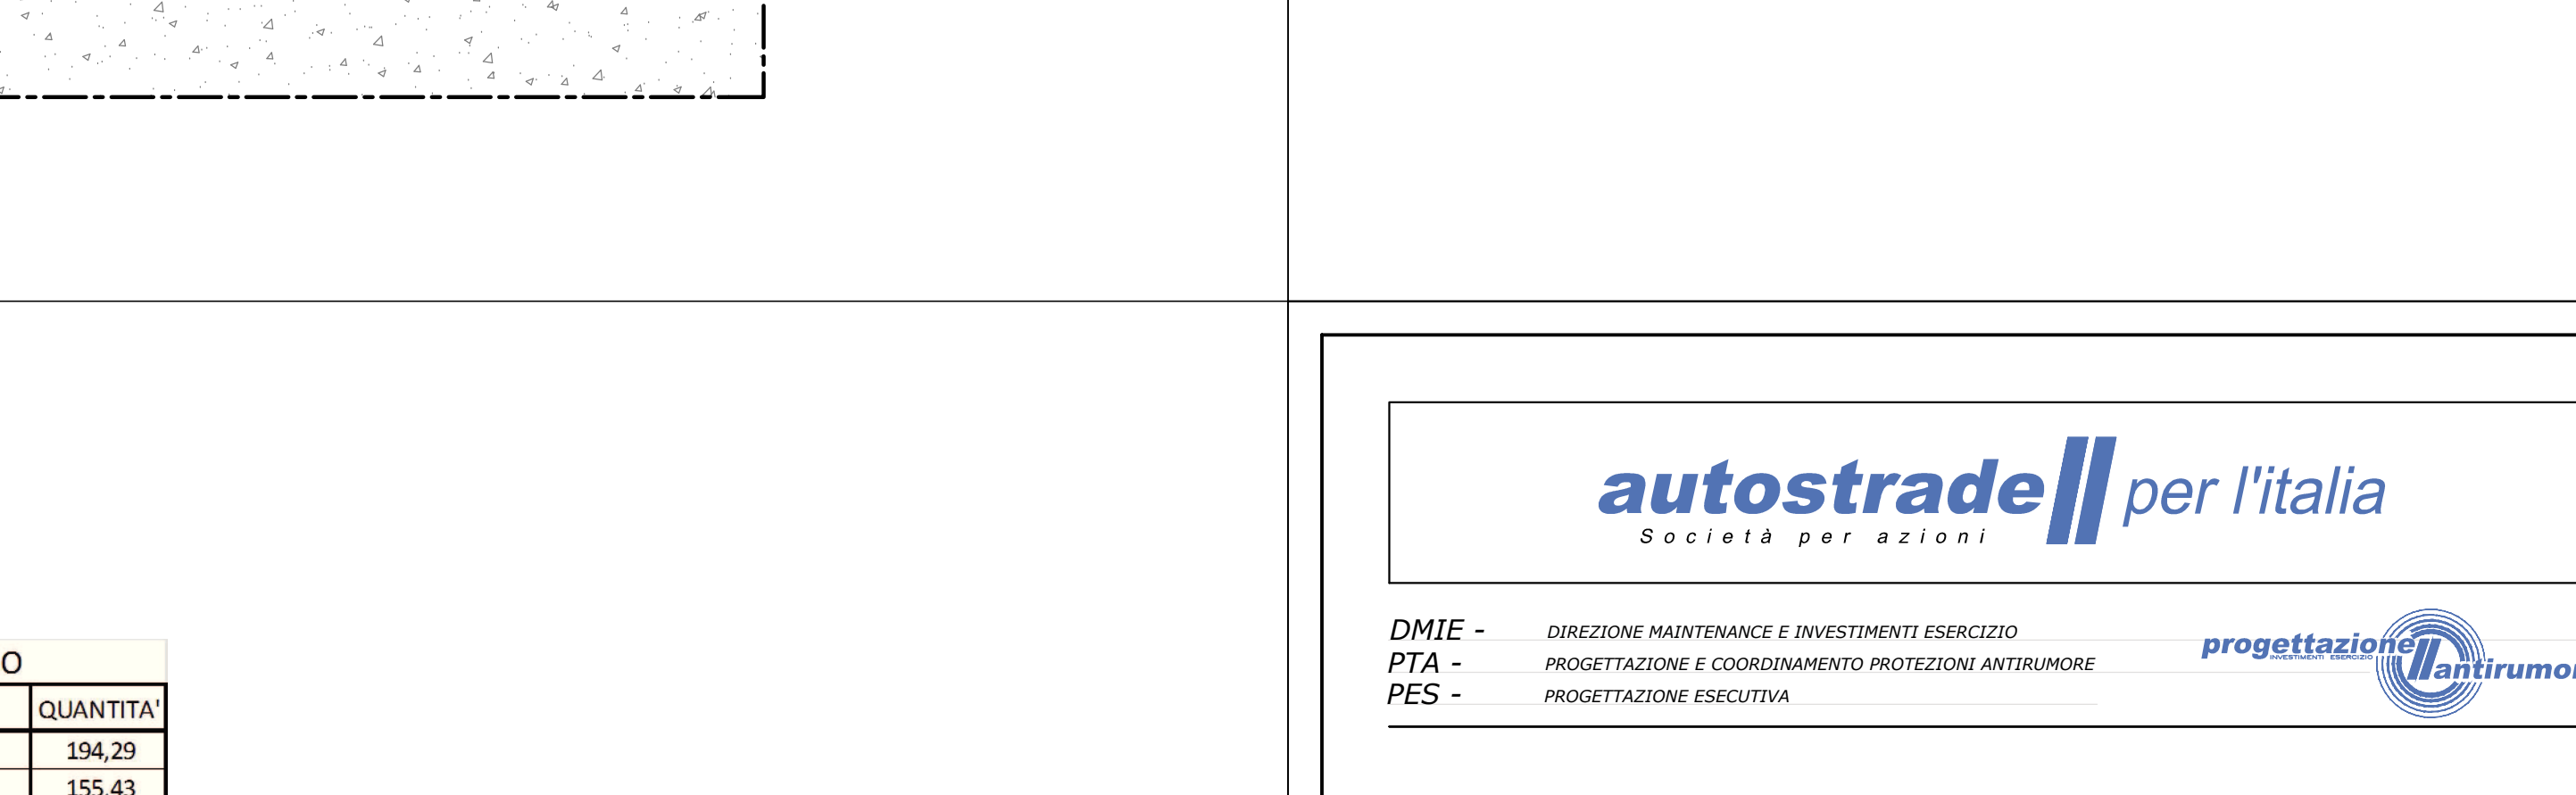 O
QUANTITA'
194,29
155,43
autostrade per l'italia
Società per azioni
DMIE - DIREZIONE MAINTENANCE E INVESTIMENTI ESERCIZIO
PTA - PROGETTAZIONE E COORDINAMENTO PROTEZIONI ANTIRUMORE
PES - PROGETTAZIONE ESECUTIVA
progettazione
INVESTIMENTI ESERCIZIO
antirumor